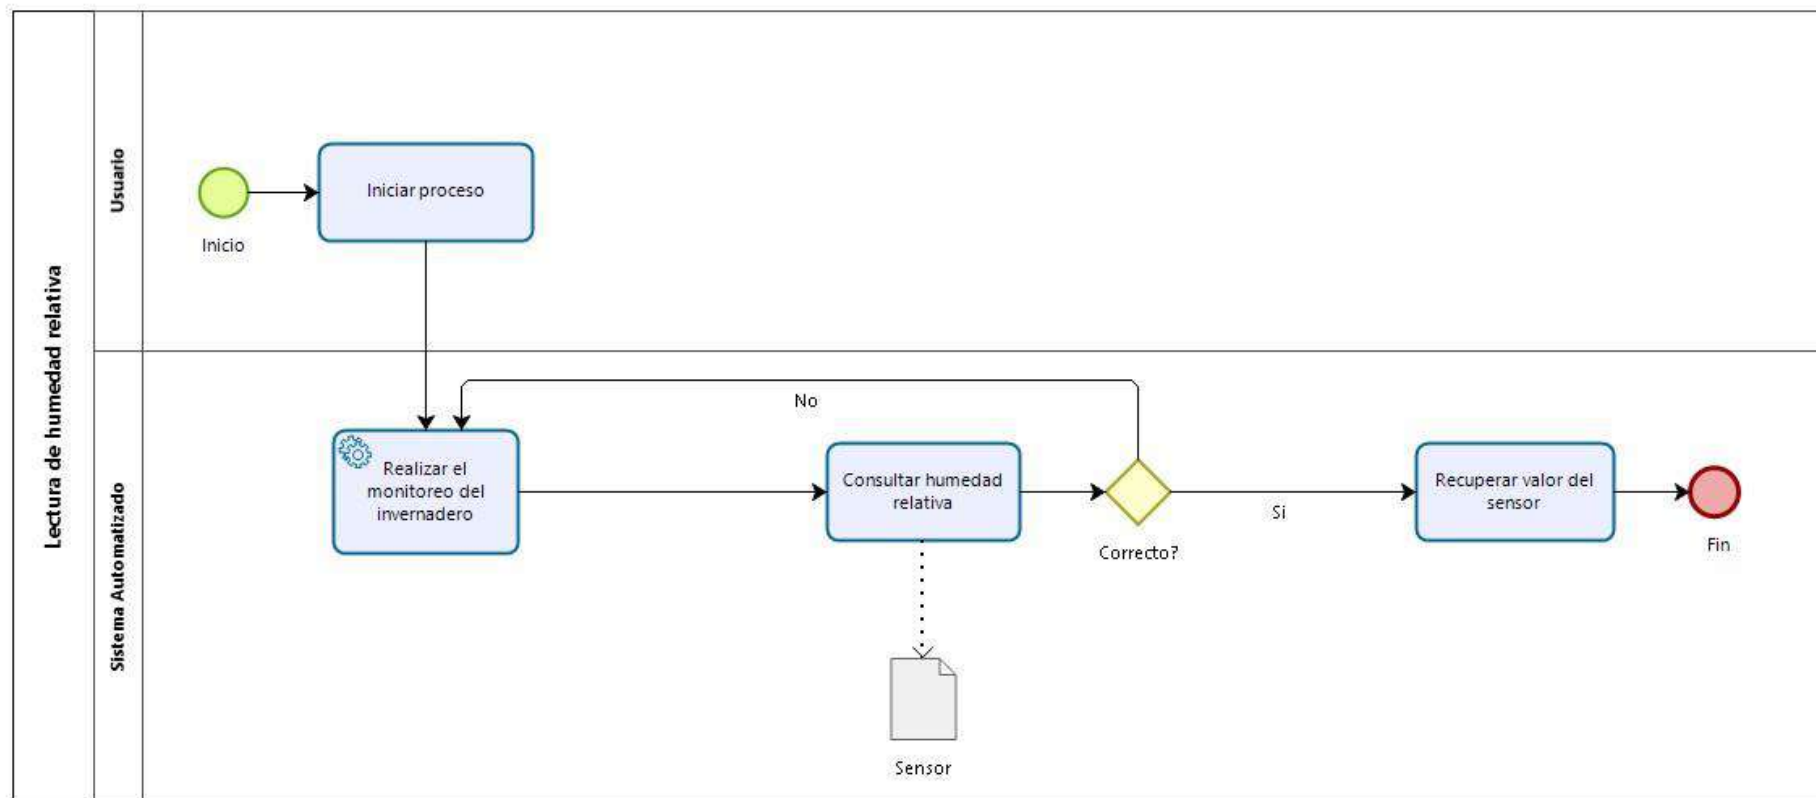 Lectura de humedad relativa
Usuario
Inicio
Iniciar proceso
Sistema Automatizado
No
Realizar el
monitoreo del
invernadero
Consultar humedad
relativa
Correcto?
Si
Recuperar valor del
sensor
Fin
Sensor